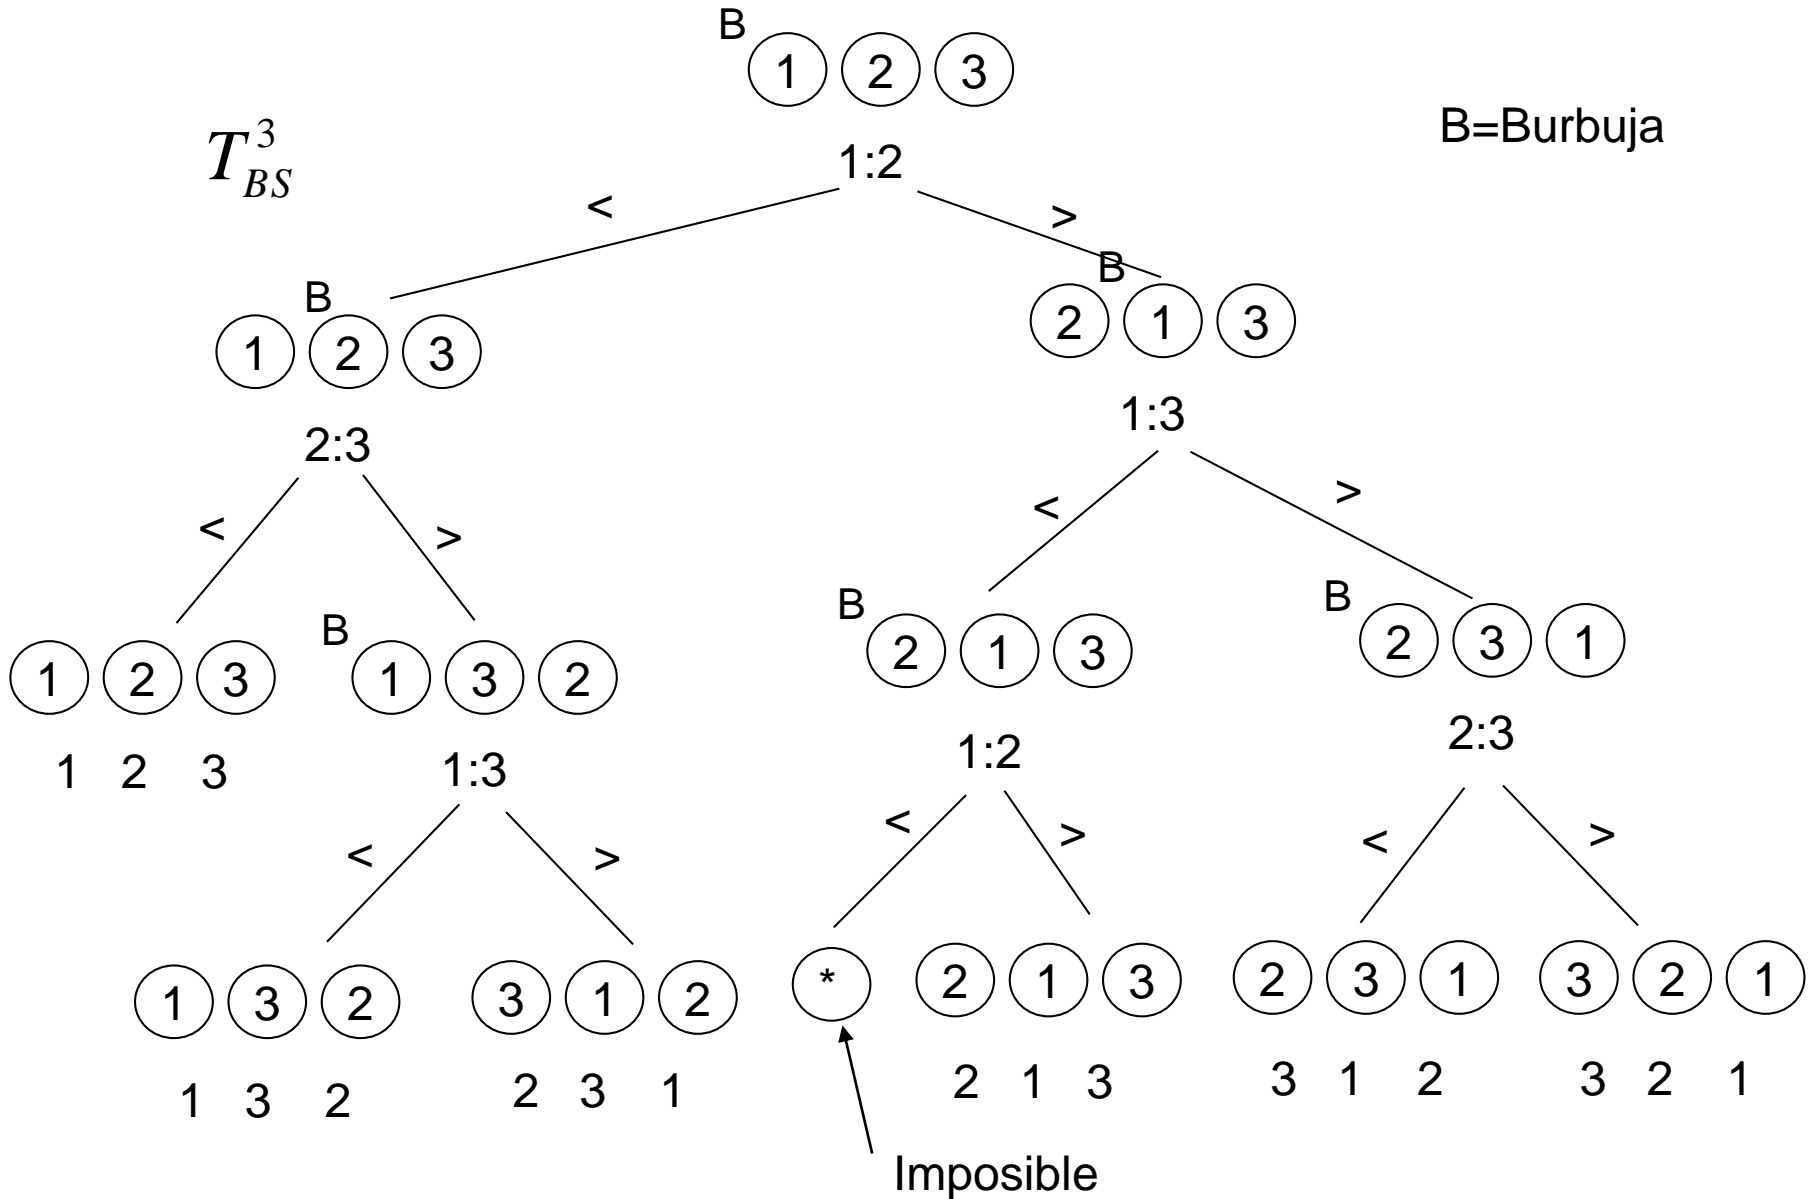 B
1 2 3
T_{BS}^3
B=Burbuja
1:2
< >
B B
1 2 3 2 1 3
2:3 1:3
< > < >
B B B
1 2 3 1 3 2 2 1 3 2 3 1
1 2 3 1:3 1:2 2:3
< > < > < >
1 3 2 3 1 2 * 2 1 3 2 3 1 3 2 1
1 3 2 2 3 1 2 1 3 3 1 2 3 2 1
Imposible